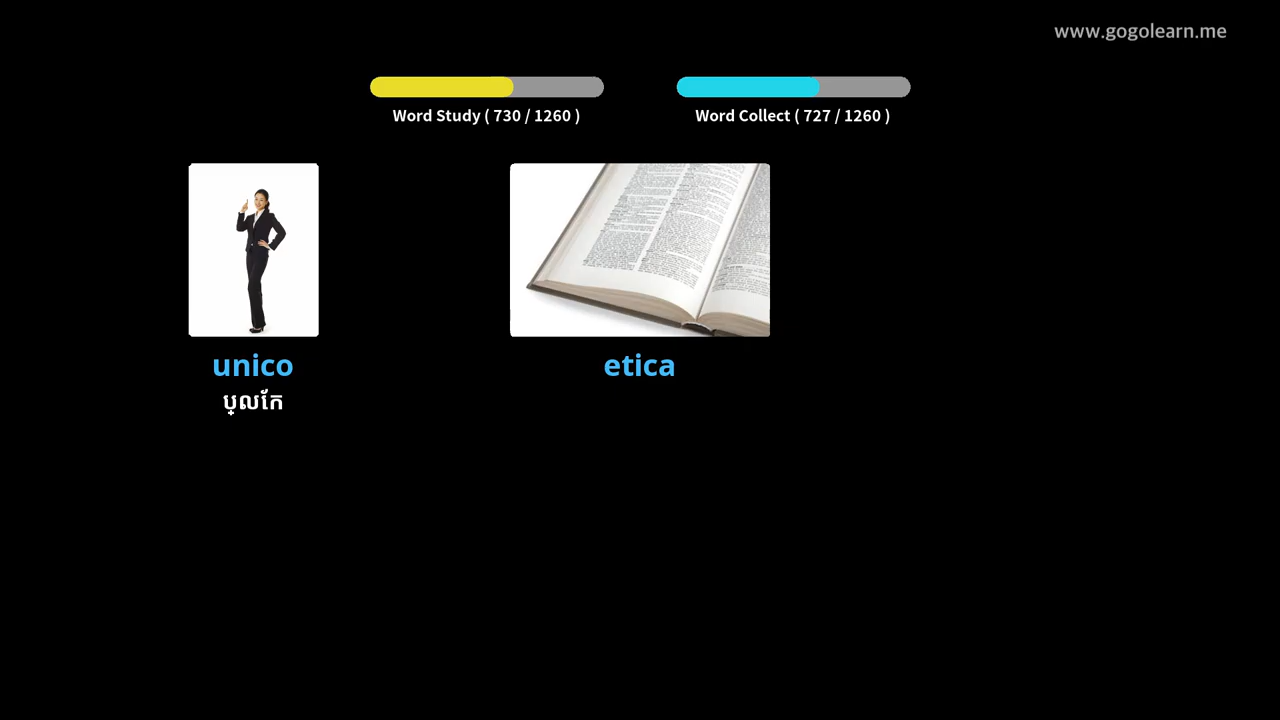 www.gogolearn.me
Word Study ( 730 / 1260 )
Word Collect ( 727 / 1260 )
unico
ប្លែក
etica